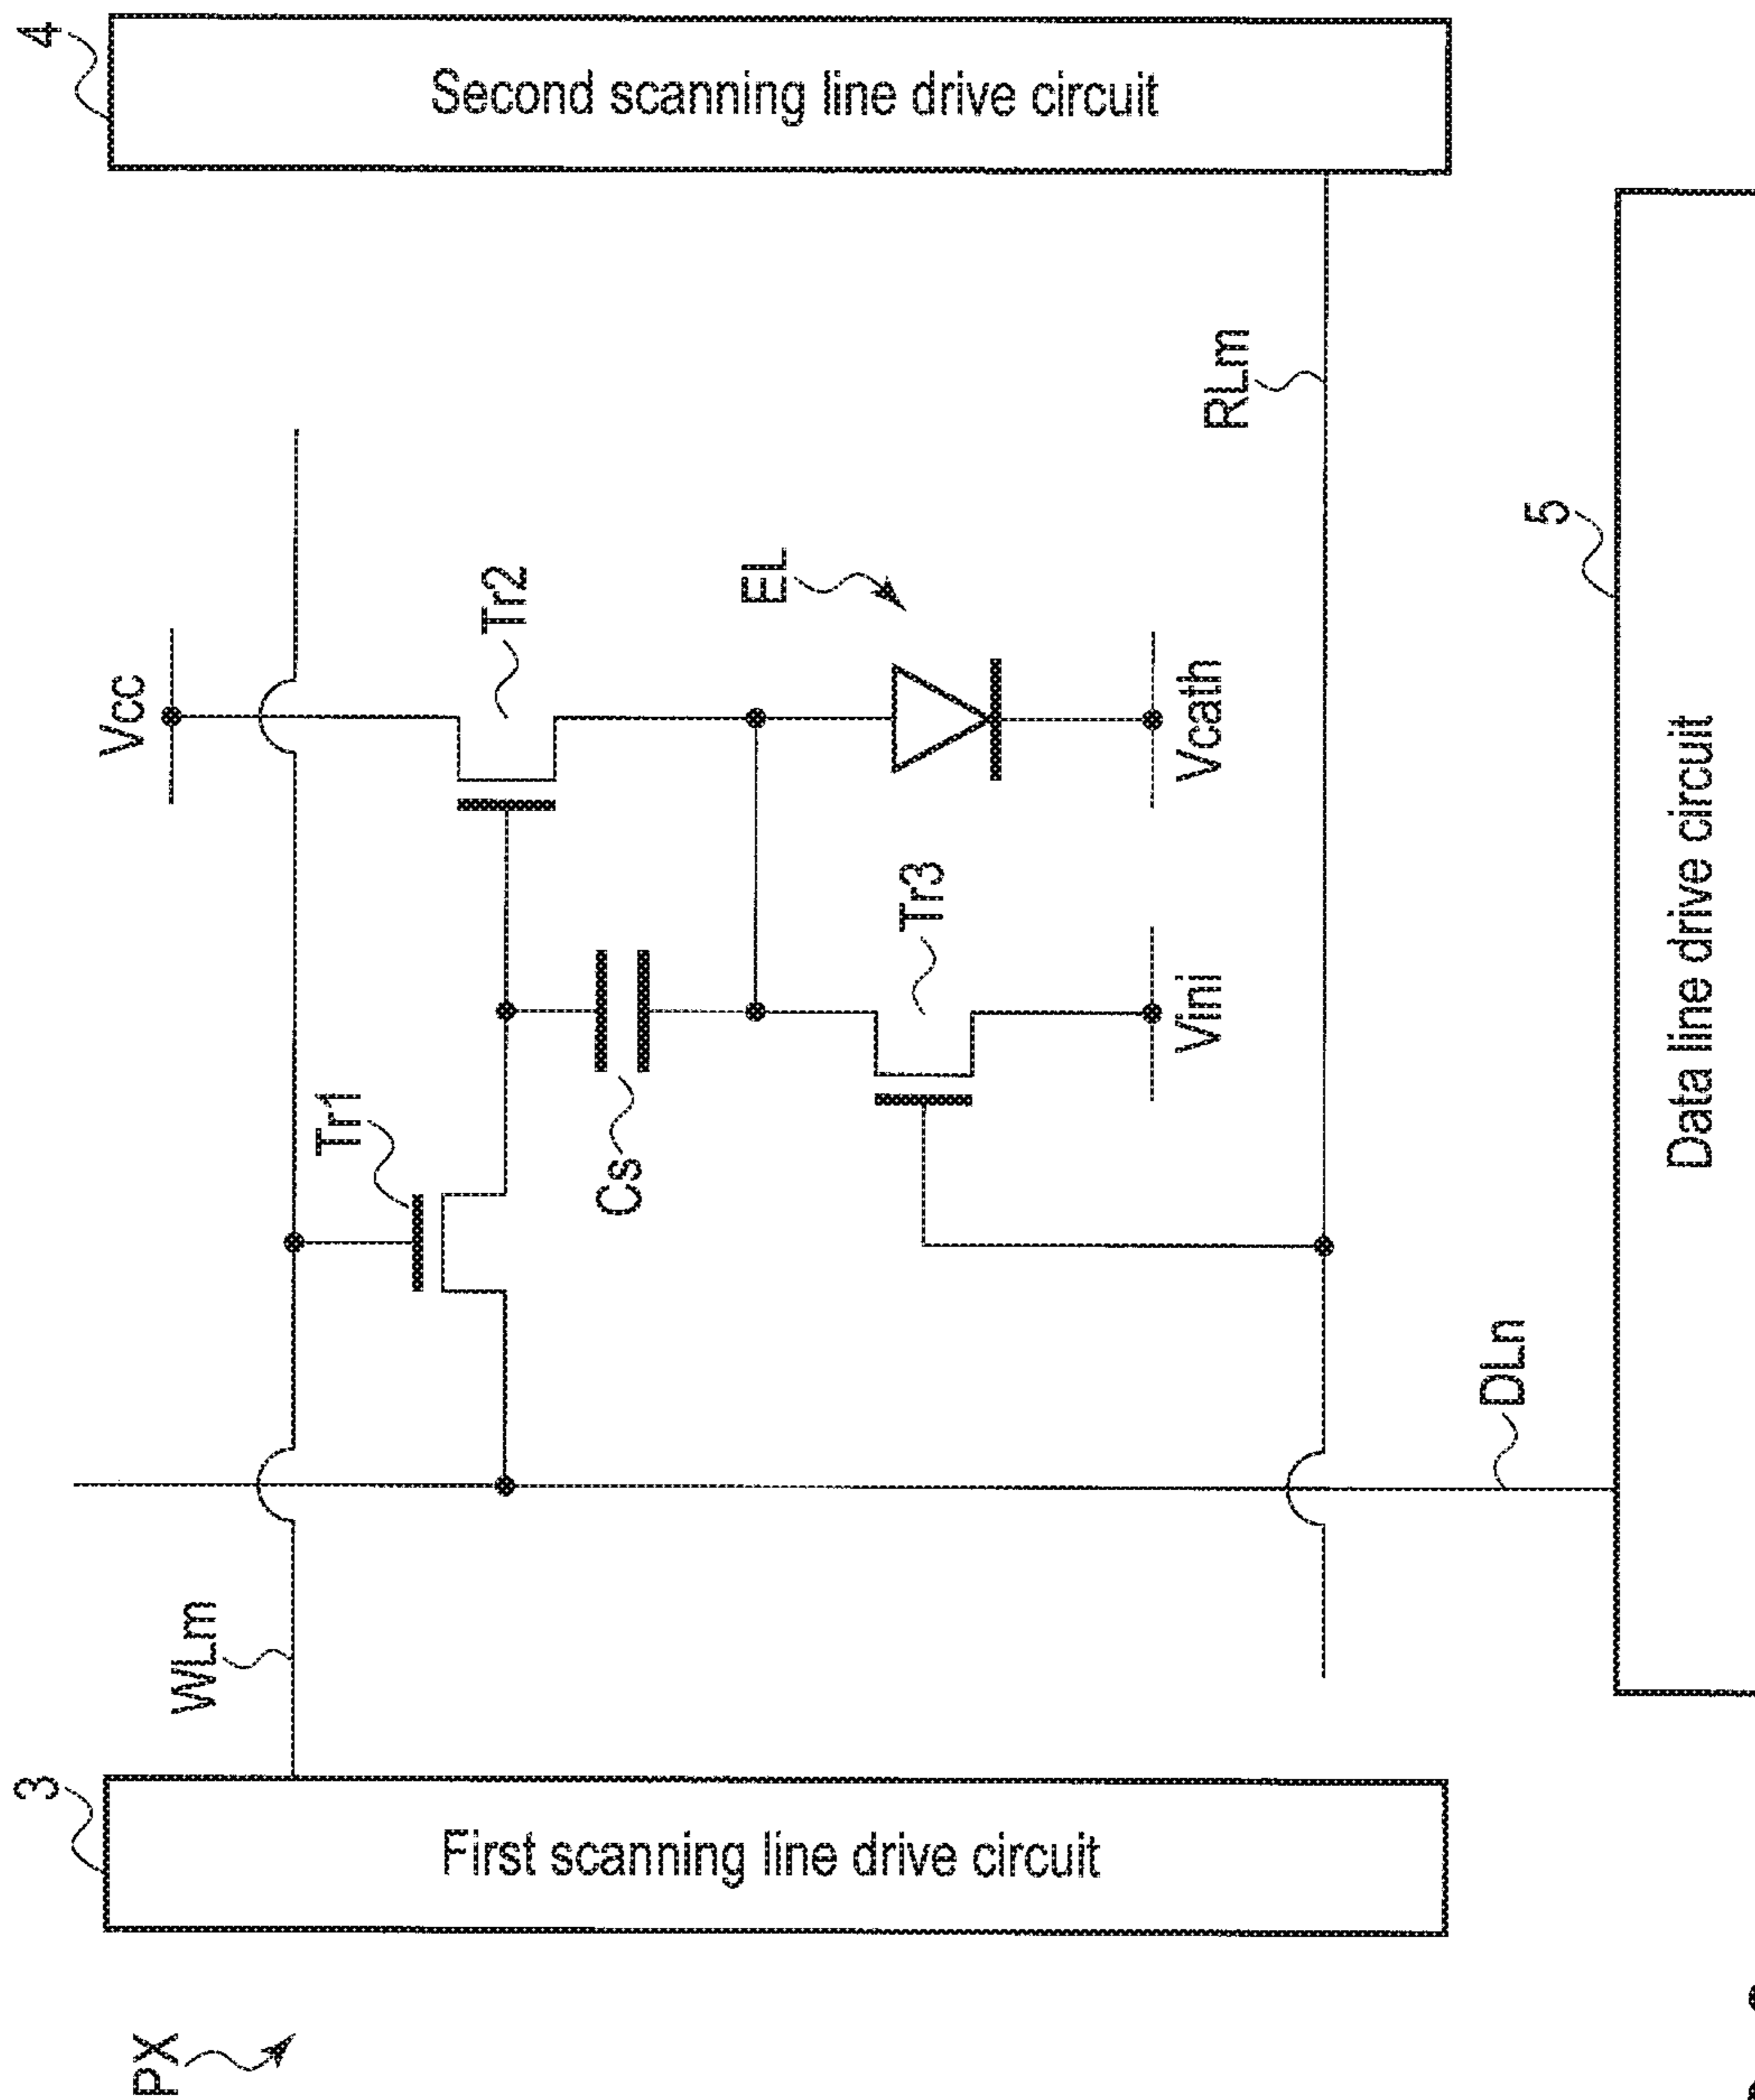 PX
3
First scanning line drive circuit
WLm
DLn
Tr1
Cs
Tr3
Vini
Vcc
Tr2
EL
Vcath
RLm
4
Second scanning line drive circuit
5
Data line drive circuit